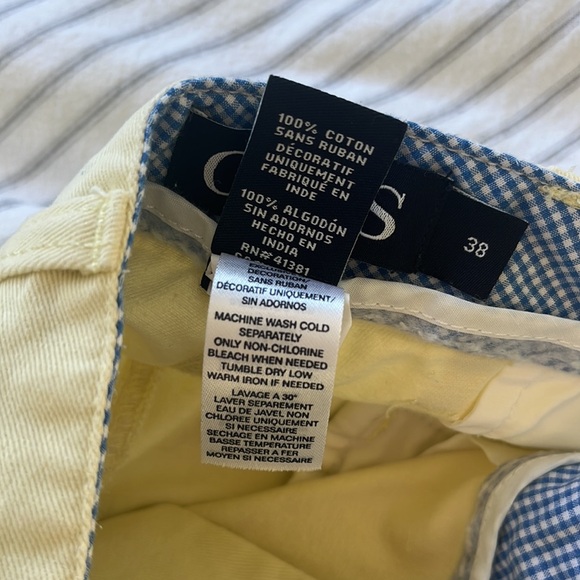 100% COTON
SANS RUBAN
DÉCORATIF
UNIQUEMENT
FABRIQUÉ EN
INDE
100% ALGODÓN
SIN ADORNOS
HECHO EN
INDIA
RN# 41381
S
38
DECORATION/
SANS RUBAN
DÉCORATIF UNIQUEMENT/
SIN ADORNOS
MACHINE WASH COLD
SEPARATELY
ONLY NON-CHLORINE
BLEACH WHEN NEEDED
TUMBLE DRY LOW
WARM IRON IF NEEDED
LAVAGE A 30°
LAVER SEPAREMENT
EAU DE JAVEL NON
CHLOREE UNIQUEMENT
SI NECESSAIRE
SECHAGE EN MACHINE
BASSE TEMPERATURE
REPASSER A FER
MOYEN SI NECESSAIRE